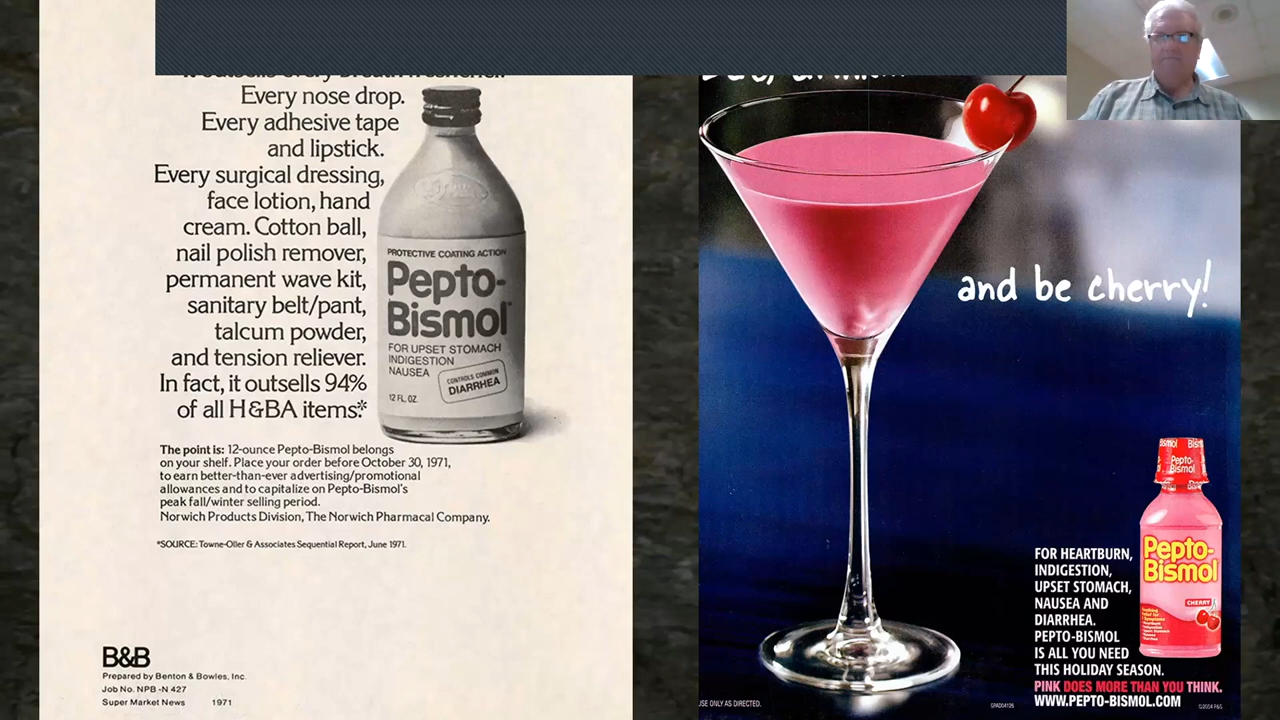 it outsells every breath freshener.
Every nose drop.
Every adhesive tape
and lipstick.
Every surgical dressing,
face lotion, hand
cream. Cotton ball,
nail polish remover,
permanent wave kit,
sanitary belt/pant,
talcum powder,
and tension reliever.
In fact, it outsells 94%
of all H&BA items.*
PROTECTIVE COATING ACTION
Pepto-
Bismol
FOR UPSET STOMACH
INDIGESTION
NAUSEA
CONTROLS COMMON
DIARRHEA
12 FL. OZ.
The point is: 12-ounce Pepto-Bismol belongs
on your shelf. Place your order before October 30, 1971,
to earn better-than-ever advertising/promotional
allowances and to capitalize on Pepto-Bismol's
peak fall/winter selling period.
Norwich Products Division, The Norwich Pharmacal Company.
*SOURCE: Towne-Oller & Associates Sequential Report, June 1971.
B&B
Prepared by Benton & Bowles, Inc.
Job No. NPB -N 427
Super Market News 1971
and be cherry!
Pepto-
Bismol
Pepto-
Bismol
CHERRY
FOR HEARTBURN,
INDIGESTION,
UPSET STOMACH,
NAUSEA AND
DIARRHEA.
PEPTO-BISMOL
IS ALL YOU NEED
THIS HOLIDAY SEASON.
PINK DOES MORE THAN YOU THINK.
WWW.PEPTO-BISMOL.COM
USE ONLY AS DIRECTED.